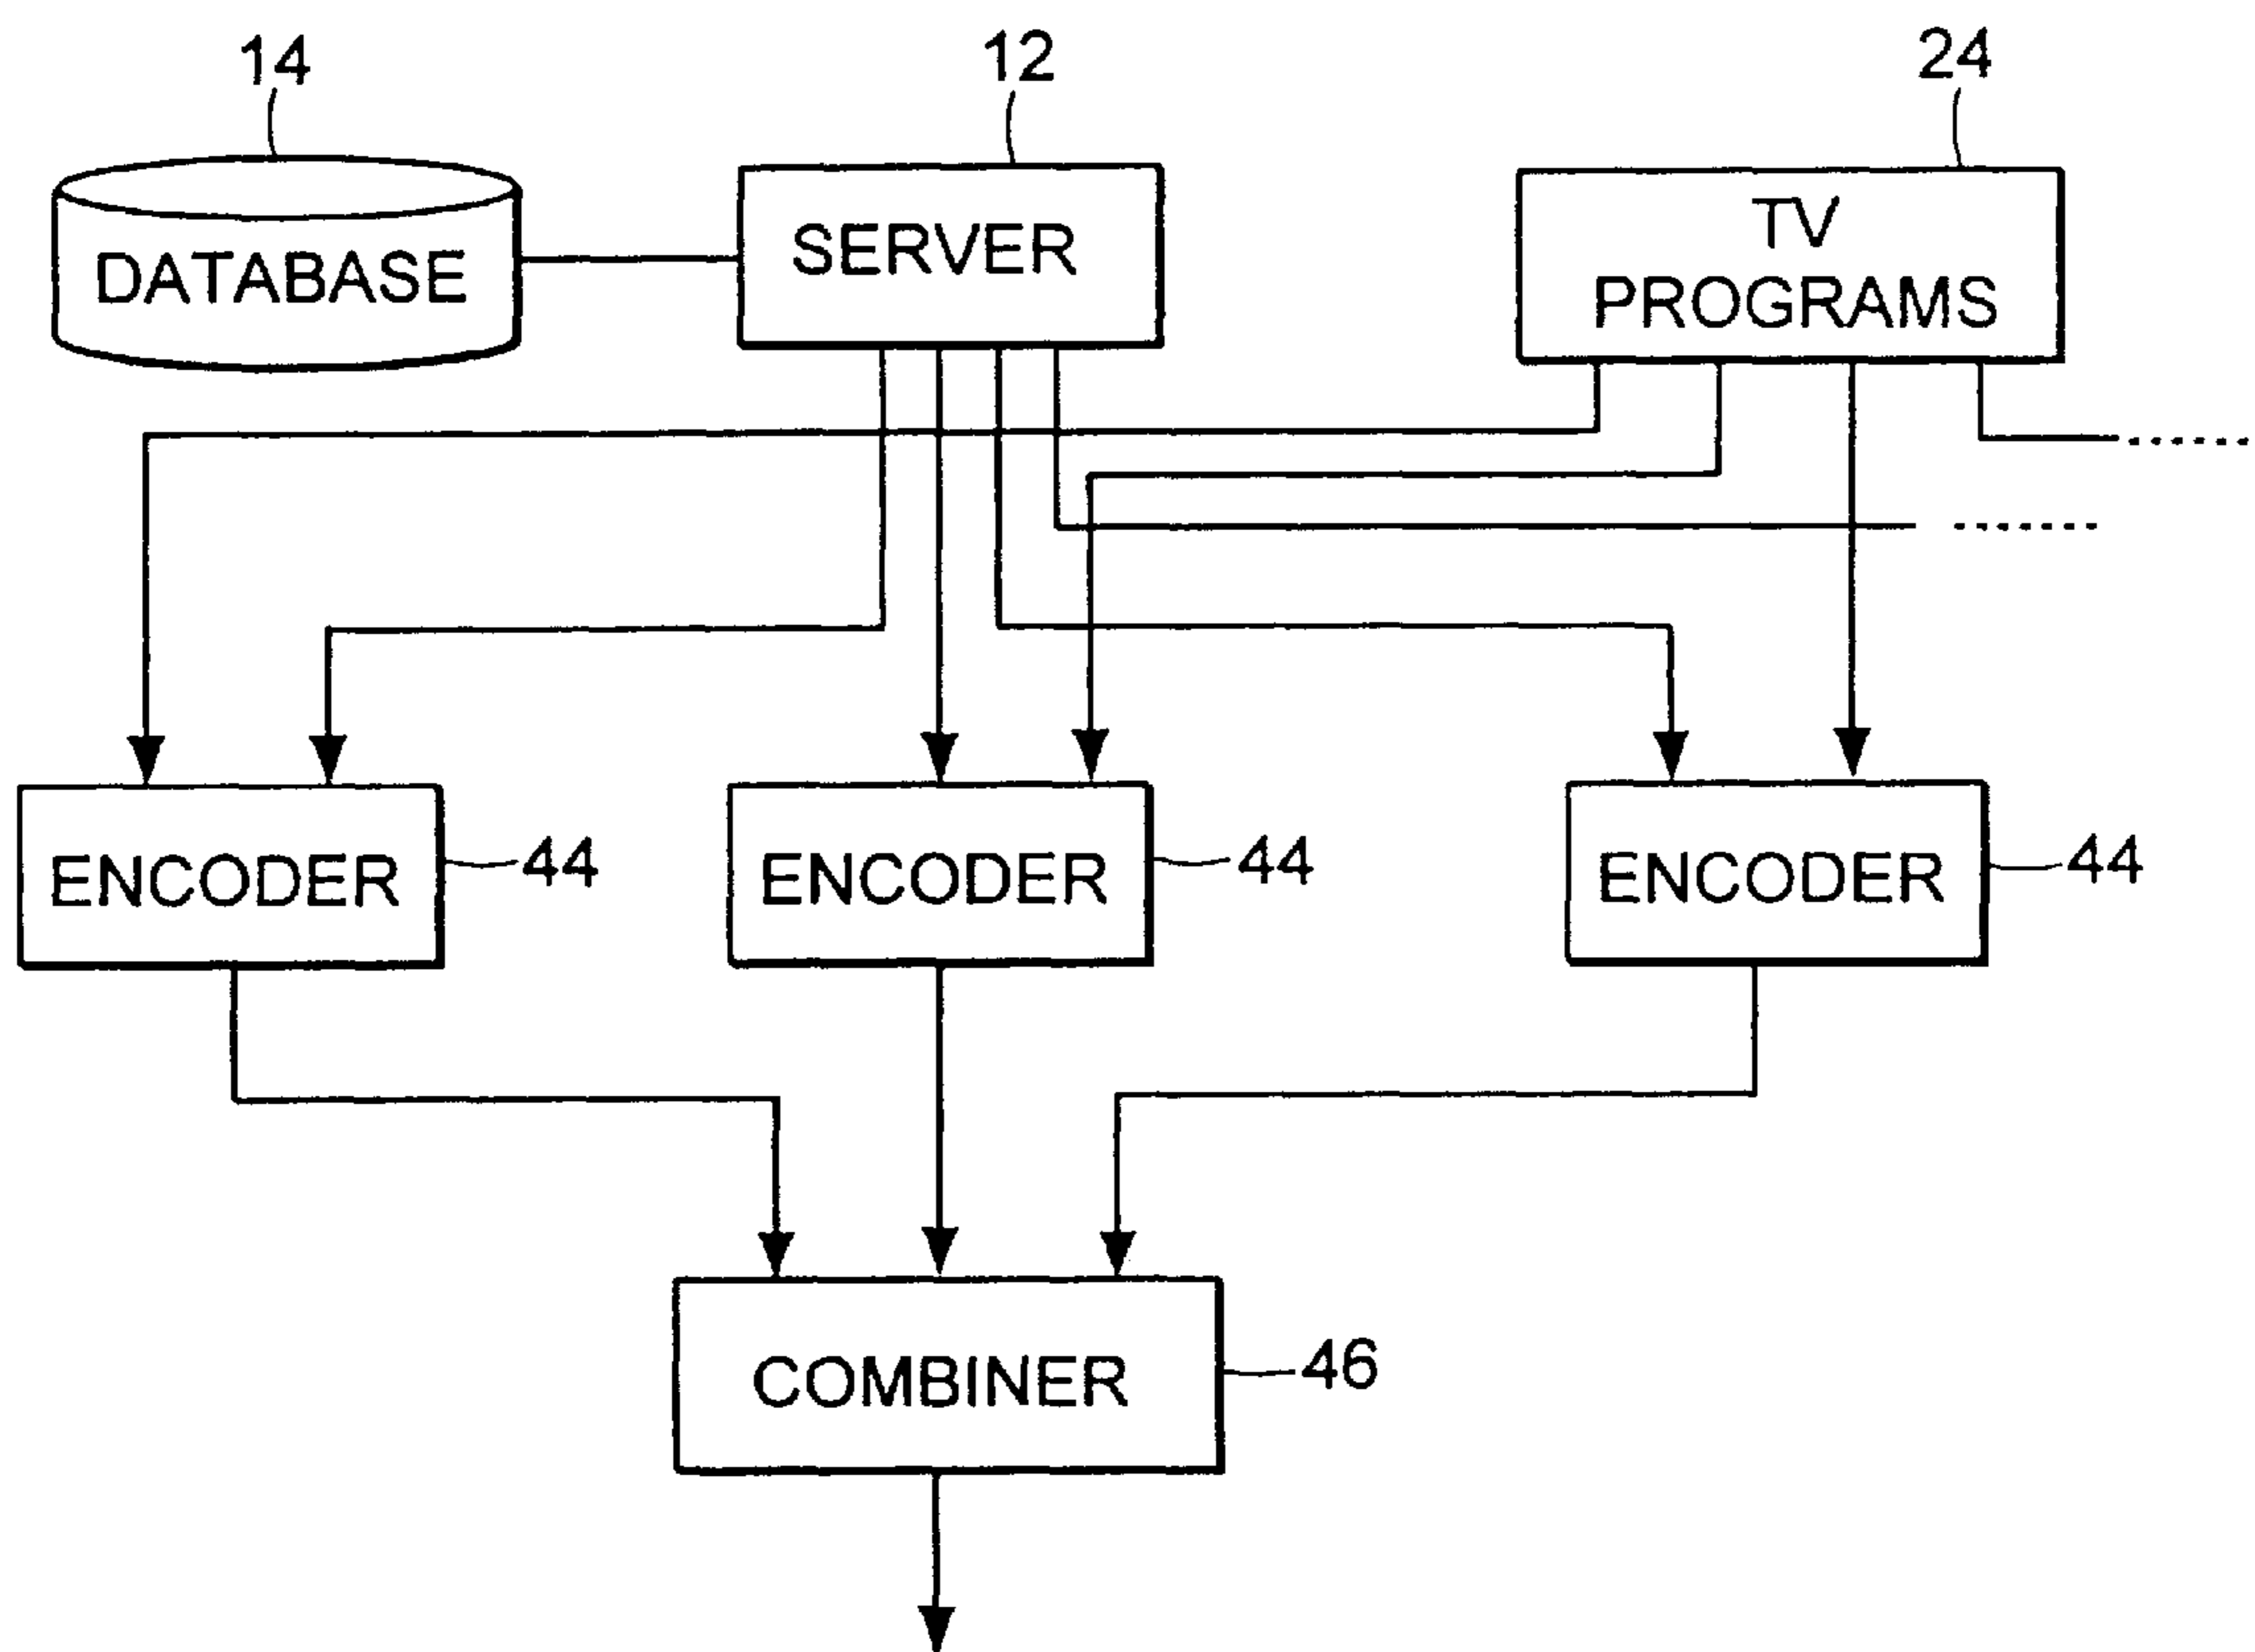 14
12
24
DATABASE
SERVER
TV
PROGRAMS
ENCODER
44
ENCODER
44
ENCODER
44
COMBINER
46